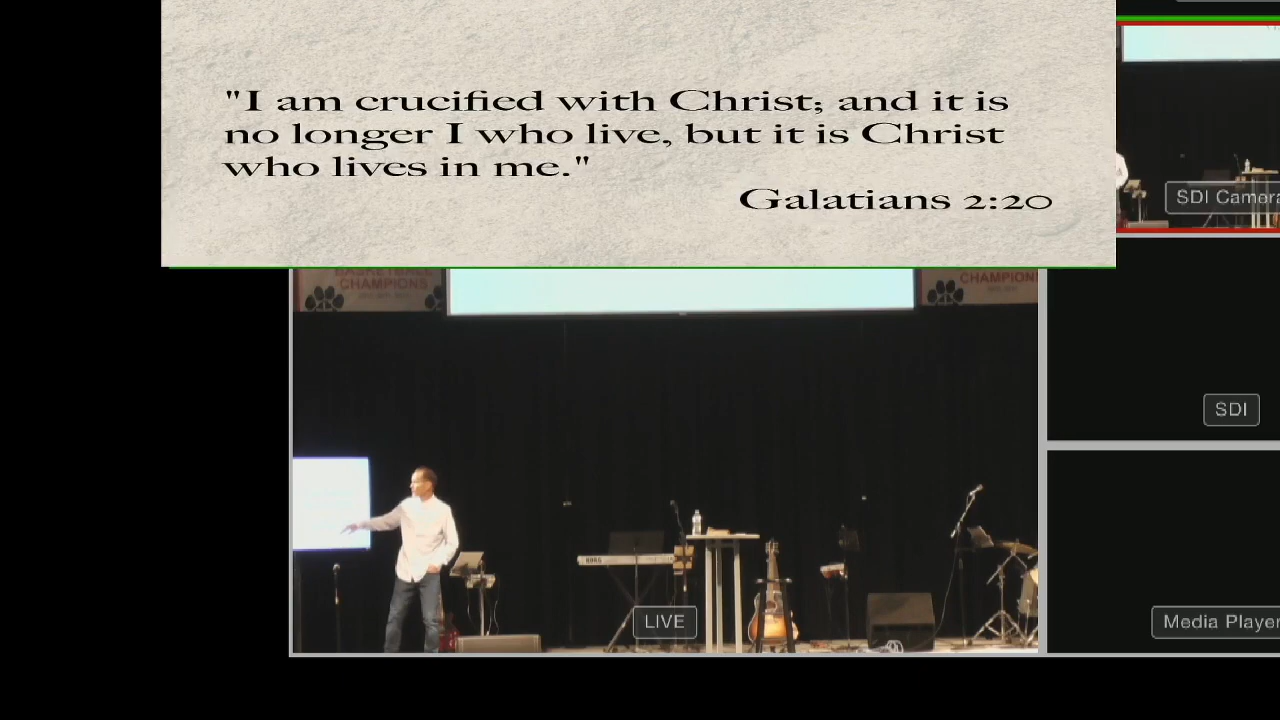 "I am crucified with Christ; and it is
no longer I who live, but it is Christ
who lives in me."
Galatians 2:20
SDI Camera
CHAMPIONS
CHAMPION
SDI
KORG
LIVE
Media Player